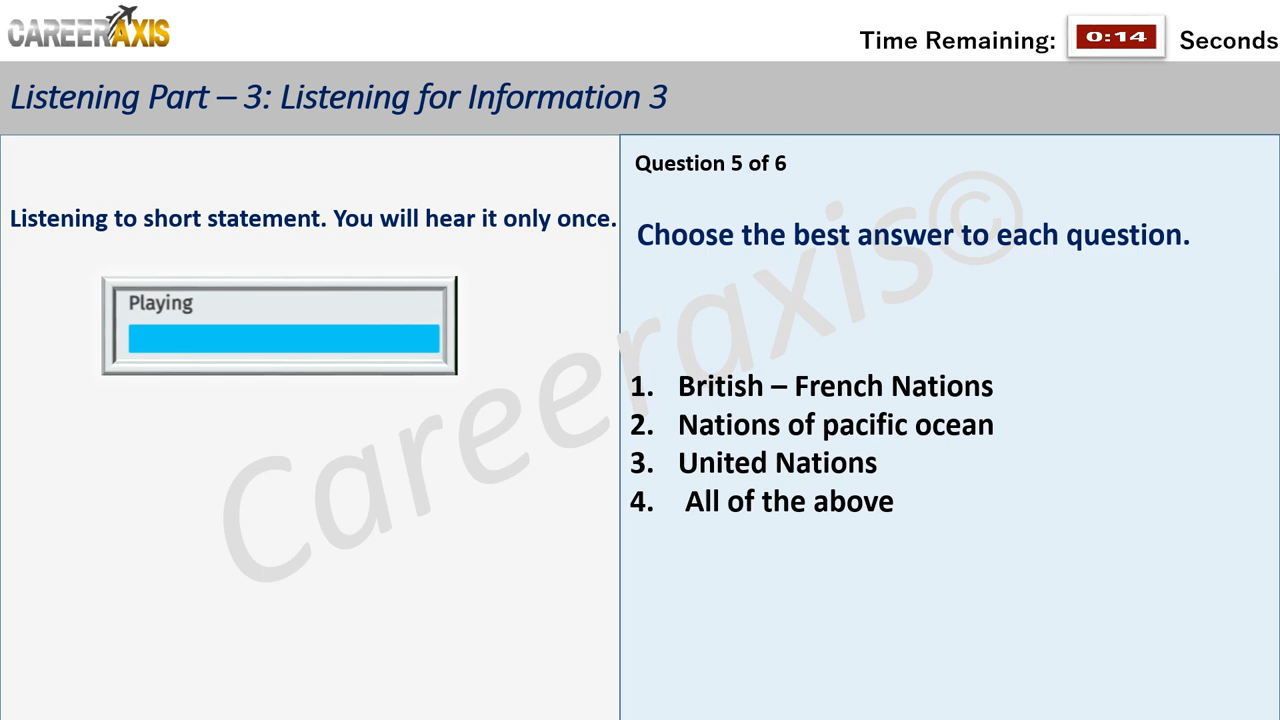 CAREERAXIS
Time Remaining: 0:14 Seconds
Listening Part – 3: Listening for Information 3
Listening to short statement. You will hear it only once.
Playing
Question 5 of 6
Choose the best answer to each question.
1. British – French Nations
2. Nations of pacific ocean
3. United Nations
4. All of the above
Careeraxis©